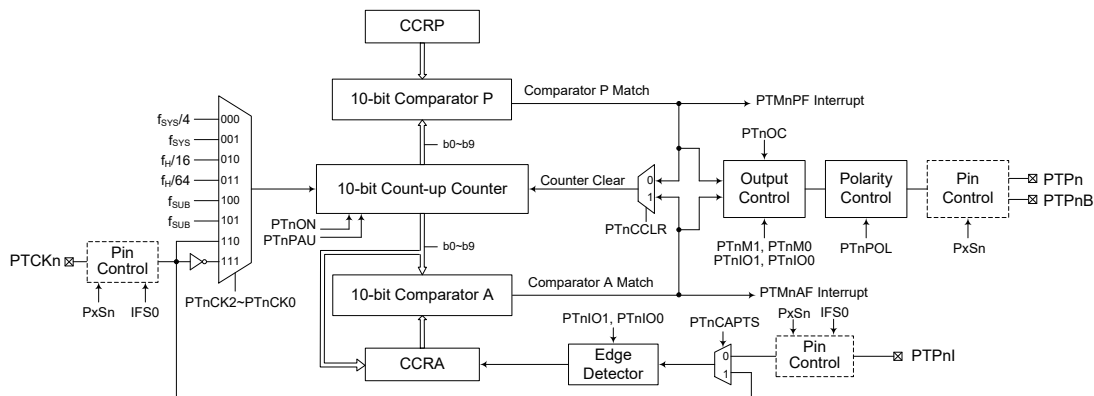 CCRP
10-bit Comparator P
Comparator P Match
PTMnPF Interrupt
b0~b9
fSYS/4
000
fSYS
001
fH/16
010
fH/64
011
fSUB
100
fSUB
101
110
111
10-bit Count-up Counter
Counter Clear
0
1
PTnCCLR
PTnOC
Output
Control
PTnM1, PTnM0
PTnIO1, PTnIO0
Polarity
Control
PTnPOL
Pin
Control
PxSn
PTPn
PTPnB
PTnON
PTnPAU
b0~b9
PTCKn
Pin
Control
PxSn
IFS0
PTnCK2~PTnCK0
10-bit Comparator A
Comparator A Match
PTMnAF Interrupt
CCRA
PTnIO1, PTnIO0
Edge
Detector
PTnCAPTS
0
1
PxSn
IFS0
Pin
Control
PTPnI